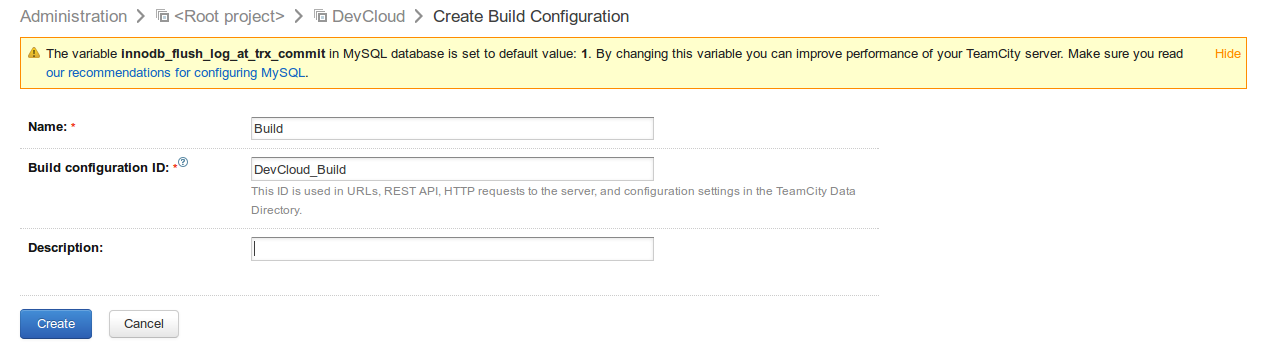 Administration > <Root project> > DevCloud > Create Build Configuration
The variable innodb_flush_log_at_trx_commit in MySQL database is set to default value: 1. By changing this variable you can improve performance of your TeamCity server. Make sure you read Hide
our recommendations for configuring MySQL.
Name: * Build
Build configuration ID: * ? DevCloud_Build
This ID is used in URLs, REST API, HTTP requests to the server, and configuration settings in the TeamCity Data
Directory.
Description:
Create Cancel